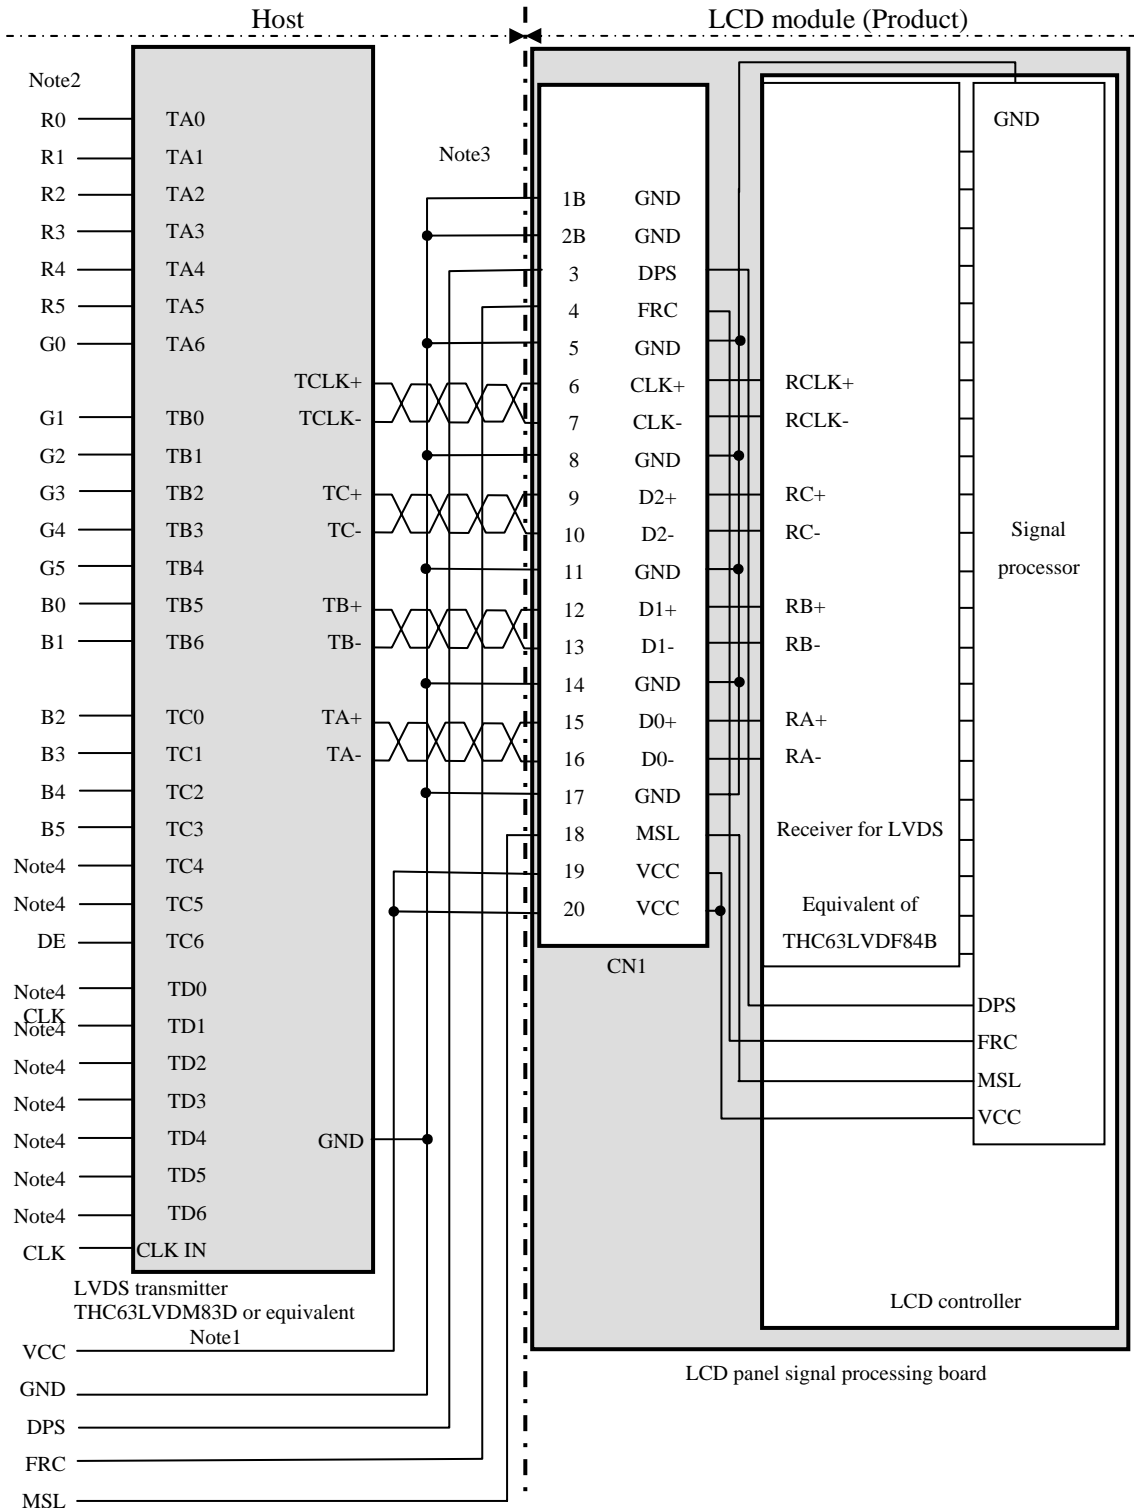 Host LCD module (Product)
Note2
R0 TA0 GND
R1 TA1 Note3
R2 TA2 1B GND
R3 TA3 2B GND
R4 TA4 3 DPS
R5 TA5 4 FRC
G0 TA6 5 GND
TCLK+ 6 CLK+ RCLK+
G1 TB0 TCLK- 7 CLK- RCLK-
G2 TB1 8 GND
G3 TB2 TC+ 9 D2+ RC+
G4 TB3 TC- 10 D2- RC- Signal
G5 TB4 11 GND processor
B0 TB5 TB+ 12 D1+ RB+
B1 TB6 TB- 13 D1- RB-
14 GND
B2 TC0 TA+ 15 D0+ RA+
B3 TC1 TA- 16 D0- RA-
B4 TC2 17 GND
B5 TC3 18 MSL Receiver for LVDS
Note4 TC4 19 VCC
Note4 TC5 20 VCC Equivalent of
DE TC6 THC63LVDF84B
CN1
Note4 TD0
CLK
Note4 TD1 DPS
Note4 TD2 FRC
Note4 TD3 MSL
Note4 TD4 GND VCC
Note4 TD5
Note4 TD6
CLK CLK IN
LVDS transmitter
THC63LVDM83D or equivalent LCD controller
Note1
VCC
LCD panel signal processing board
GND
DPS
FRC
MSL